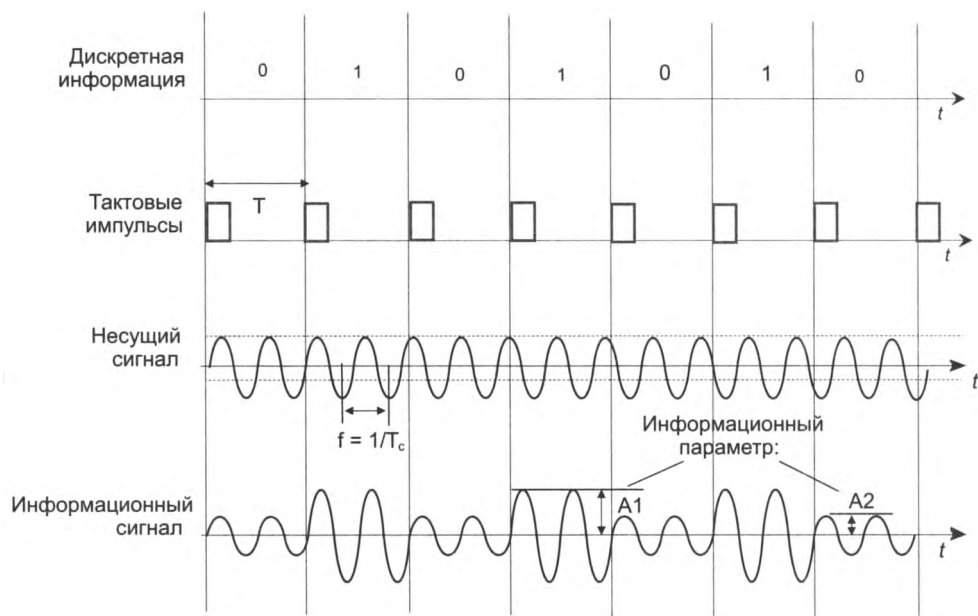 Дискретная
информация
0 1 0 1 0 1 0
t
Тактовые
импульсы
T
t
Несущий
сигнал
t
f = 1/Tc
Информационный
параметр:
Информационный
сигнал
A1
A2
t